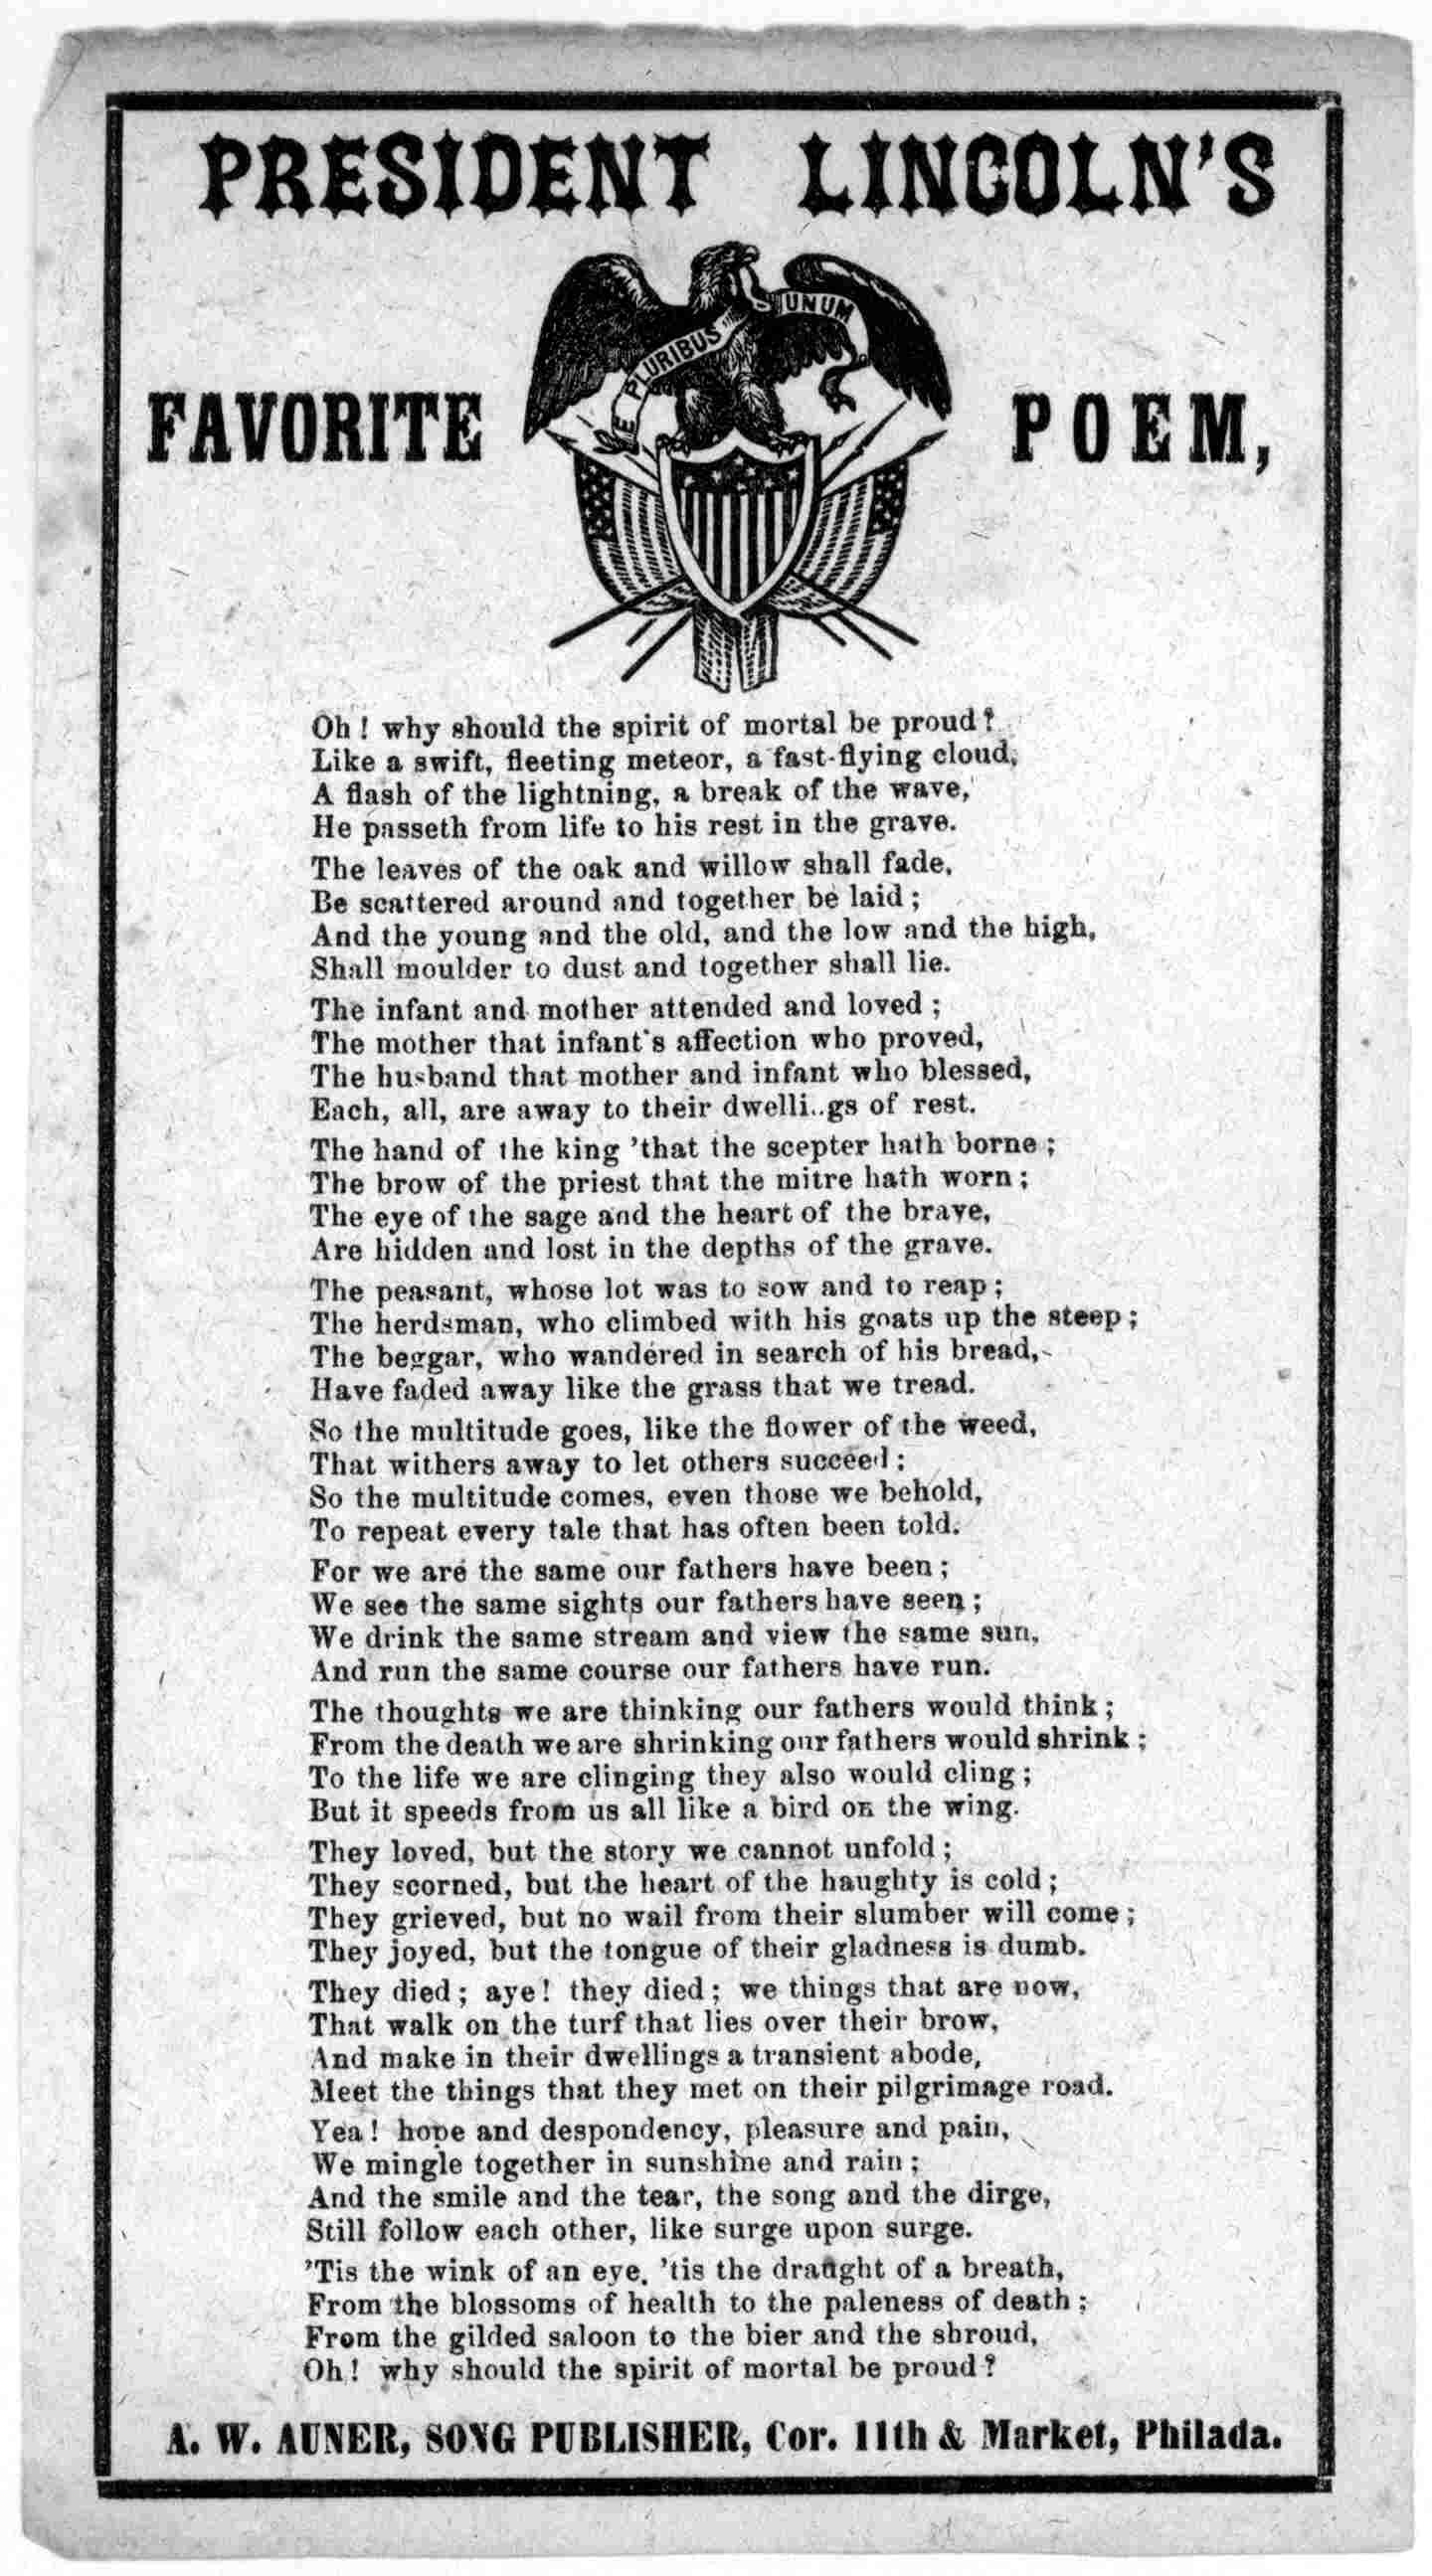 PRESIDENT LINCOLN'S
E PLURIBUS UNUM
FAVORITE POEM,
Oh! why should the spirit of mortal be proud?
Like a swift, fleeting meteor, a fast-flying cloud,
A flash of the lightning, a break of the wave,
He passeth from life to his rest in the grave.
The leaves of the oak and willow shall fade,
Be scattered around and together be laid;
And the young and the old, and the low and the high,
Shall moulder to dust and together shall lie.
The infant and mother attended and loved;
The mother that infant's affection who proved,
The husband that mother and infant who blessed,
Each, all, are away to their dwelli..gs of rest.
The hand of the king 'that the scepter hath borne;
The brow of the priest that the mitre hath worn;
The eye of the sage and the heart of the brave,
Are hidden and lost in the depths of the grave.
The peasant, whose lot was to sow and to reap;
The herdsman, who climbed with his goats up the steep;
The beggar, who wandered in search of his bread,
Have faded away like the grass that we tread.
So the multitude goes, like the flower of the weed,
That withers away to let others succeed;
So the multitude comes, even those we behold,
To repeat every tale that has often been told.
For we are the same our fathers have been;
We see the same sights our fathers have seen;
We drink the same stream and view the same sun,
And run the same course our fathers have run.
The thoughts we are thinking our fathers would think;
From the death we are shrinking our fathers would shrink;
To the life we are clinging they also would cling;
But it speeds from us all like a bird on the wing.
They loved, but the story we cannot unfold;
They scorned, but the heart of the haughty is cold;
They grieved, but no wail from their slumber will come;
They joyed, but the tongue of their gladness is dumb.
They died; aye! they died; we things that are now,
That walk on the turf that lies over their brow,
And make in their dwellings a transient abode,
Meet the things that they met on their pilgrimage road.
Yea! hope and despondency, pleasure and pain,
We mingle together in sunshine and rain;
And the smile and the tear, the song and the dirge,
Still follow each other, like surge upon surge.
'Tis the wink of an eye, 'tis the draught of a breath,
From the blossoms of health to the paleness of death;
From the gilded saloon to the bier and the shroud,
Oh! why should the spirit of mortal be proud?
A. W. AUNER, SONG PUBLISHER, Cor. 11th & Market, Philada.